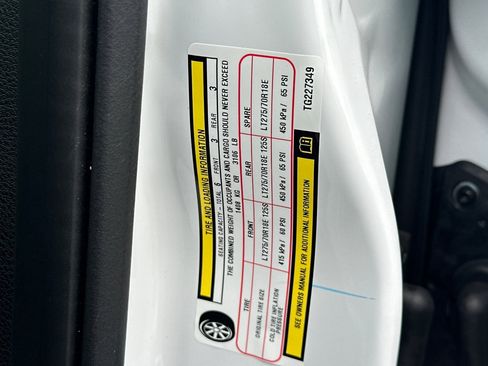 TIRE AND LOADING INFORMATION
SEATING CAPACITY - TOTAL 6 FRONT 3 REAR 3
THE COMBINED WEIGHT OF OCCUPANTS AND CARGO SHOULD NEVER EXCEED
1408 KG OR 3106 LB
TIRE FRONT REAR SPARE
ORIGINAL TIRE SIZE LT275/70R18E 125S LT275/70R18E 125S LT275/70R18E
COLD TIRE INFLATION PRESSURE 415 kPa / 60 PSI 450 kPa / 65 PSI 450 kPa / 65 PSI
SEE OWNERS MANUAL FOR ADDITIONAL INFORMATION
TG227349